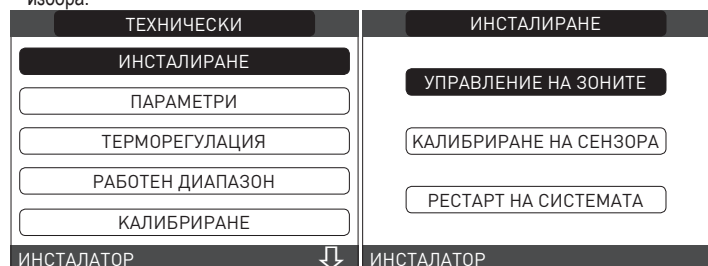 избора.
ТЕХНИЧЕСКИ
ИНСТАЛИРАНЕ
ПАРАМЕТРИ
ТЕРМОРЕГУЛАЦИЯ
РАБОТЕН ДИАПАЗОН
КАЛИБРИРАНЕ
ИНСТАЛАТОР
ИНСТАЛИРАНЕ
УПРАВЛЕНИЕ НА ЗОНИТЕ
КАЛИБРИРАНЕ НА СЕНЗОРА
РЕСТАРТ НА СИСТЕМАТА
ИНСТАЛАТОР